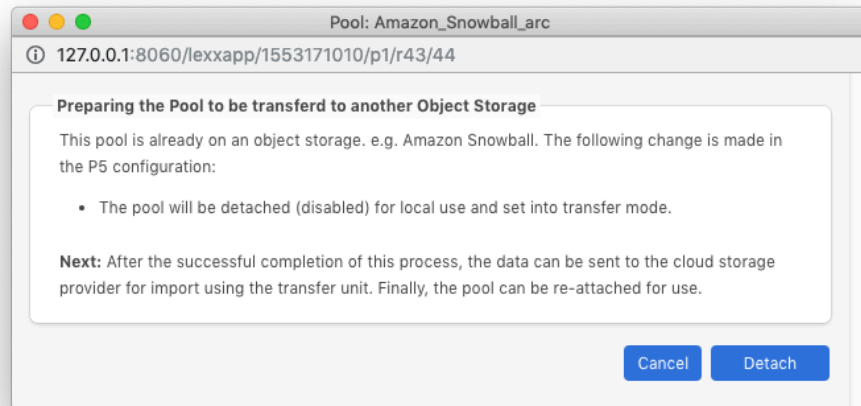 Pool: Amazon_Snowball_arc
127.0.0.1:8060/lexxapp/1553171010/p1/r43/44
Preparing the Pool to be transferd to another Object Storage
This pool is already on an object storage. e.g. Amazon Snowball. The following change is made in
the P5 configuration:
• The pool will be detached (disabled) for local use and set into transfer mode.
Next: After the successful completion of this process, the data can be sent to the cloud storage
provider for import using the transfer unit. Finally, the pool can be re-attached for use.
Cancel Detach